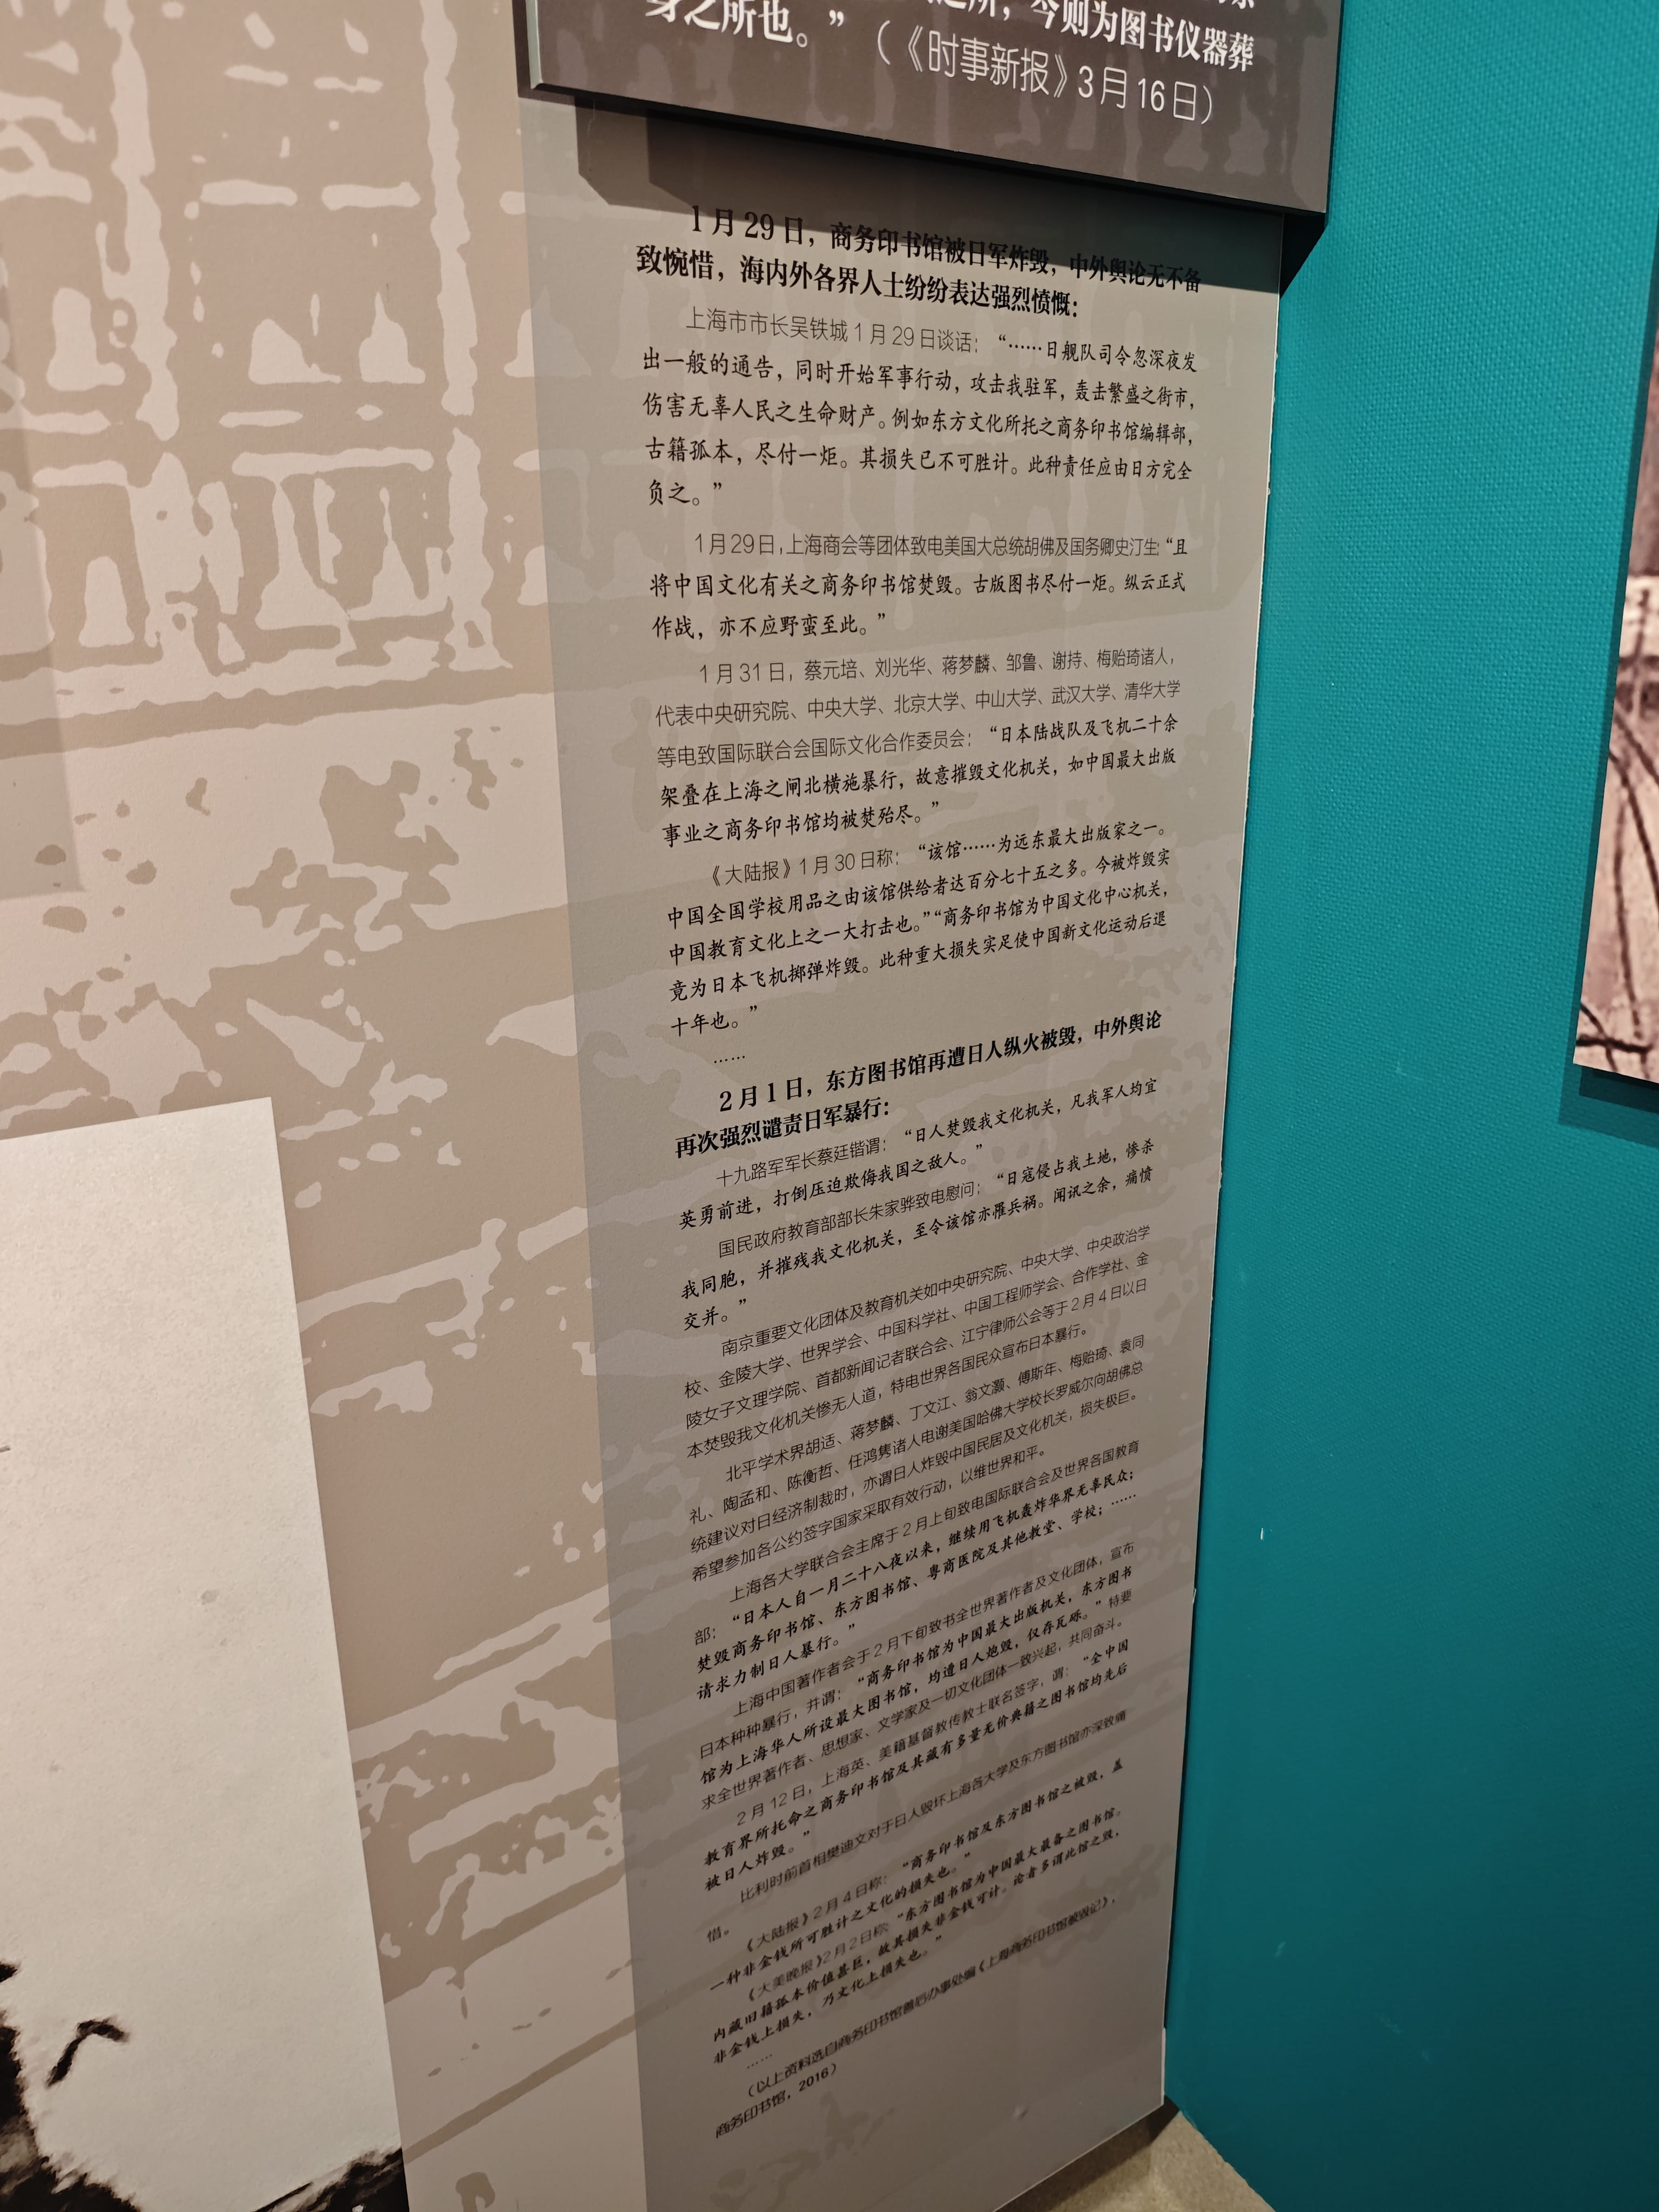 今则为图书仪器葬
身之所也。”（《时事新报》3月16日）
1月29日，商务印书馆被日军炸毁，中外舆论无不备
致惋惜，海内外各界人士纷纷表达强烈愤慨：
上海市市长吴铁城1月29日谈话：“……日舰队司令忽深夜发
出一般的通告，同时开始军事行动，攻击我驻军，轰击繁盛之街市，
伤害无辜人民之生命财产。例如东方文化所托之商务印书馆编辑部，
古籍孤本，尽付一炬。其损失已不可胜计。此种责任应由日方完全
负之。”
1月29日，上海商会等团体致电美国大总统胡佛及国务卿史汀生：“且
将中国文化有关之商务印书馆焚毁。古版图书尽付一炬。纵云正式
作战，亦不应野蛮至此。”
1月31日，蔡元培、刘光华、蒋梦麟、邹鲁、谢持、梅贻琦诸人，
代表中央研究院、中央大学、北京大学、中山大学、武汉大学、清华大学
等电致国际联合会国际文化合作委员会：“日本陆战队及飞机二十余
架叠在上海之闸北横施暴行，故意摧毁文化机关，如中国最大出版
事业之商务印书馆均被焚殆尽。”
《大陆报》1月30日称：“该馆……为远东最大出版家之一。
中国全国学校用品之由该馆供给者达百分七十五之多。今被炸毁实
中国教育文化上之一大打击也。”“商务印书馆为中国文化中心机关，
竟为日本飞机掷弹炸毁。此种重大损失实足使中国新文化运动后退
十年也。”
……
2月1日，东方图书馆再遭日人纵火被毁，中外舆论
再次强烈谴责日军暴行：
十九路军军长蔡廷锴谓：“日人焚毁我文化机关，凡我军人均宜
英勇前进，打倒压迫欺侮我国之敌人。”
国民政府教育部部长朱家骅致电慰问：“日寇侵占我土地，惨杀
我同胞，并摧残我文化机关，至令该馆亦罹兵祸。闻讯之余，痛愤
交并。”
南京重要文化团体及教育机关如中央研究院、中央大学、中央政治学
校、金陵大学、世界学会、中国科学社、中国工程师学会、合作学社、金
陵女子文理学院、首都新闻记者联合会、江宁律师公会等于2月4日以日
本焚毁我文化机关惨无人道，特电世界各国民众宣布日本暴行。
北平学术界胡适、蒋梦麟、丁文江、翁文灏、傅斯年、梅贻琦、袁同
礼、陶孟和、陈衡哲、任鸿隽诸人电谢美国哈佛大学校长罗威尔向胡佛总
统建议对日经济制裁时，亦谓日人炸毁中国民居及文化机关，损失极巨。
希望参加各公约签字国家采取有效行动，以维世界和平。
上海各大学联合会主席于2月上旬致电国际联合会及世界各国教育
部：“日本人自一月二十八夜以来，继续用飞机轰炸华界无辜民众；
焚毁商务印书馆、东方图书馆、粤商医院及其他教堂、学校；……
请求力制日人暴行。”
上海中国著作者会于2月下旬致书全世界著作者及文化团体，宣布
日本种种暴行，并谓：“商务印书馆为中国最大出版机关，东方图书
馆为上海华人所设最大图书馆，均遭日人炮毁，仅存瓦砾。”特要
求全世界著作者、思想家、文学家及一切文化团体一致兴起，共同奋斗。
2月12日，上海英、美籍基督教传教士联名签字，谓：“全中国
教育界所托命之商务印书馆及其藏有多量无价典籍之图书馆均先后
被日人炸毁。”
比利时前首相樊迪文对于日人毁坏上海各大学及东方图书馆亦深致痛
惜。
《大陆报》2月4日称：“商务印书馆及东方图书馆之被毁，盖
一种非金钱所可胜计之文化的损失也。”
《大美晚报》2月2日称：“东方图书馆为中国最大最备之图书馆。
内藏旧籍孤本价值甚巨，故其损失非金钱可计。论者多谓此馆之毁，
非金钱上损失，乃文化上损失也。”
……
（以上资料选自商务印书馆善后办事处编《上海商务印书馆被毁记》，
商务印书馆，2016）